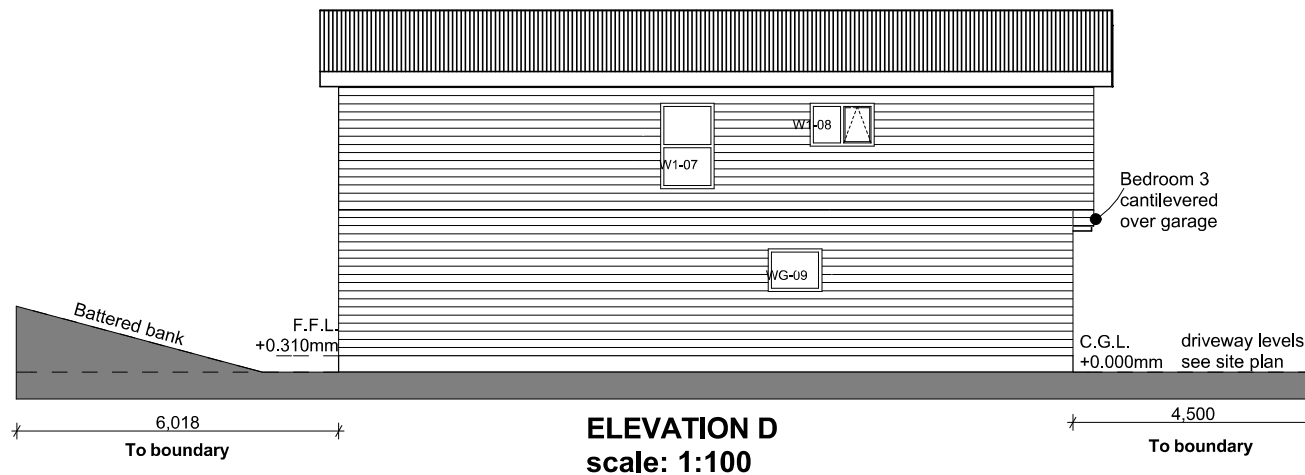 W1-08
W1-07
Bedroom 3
cantilevered
over garage
WG-09
Battered bank
F.F.L.
+0.310mm
C.G.L.
+0.000mm
driveway levels
see site plan
6,018
To boundary
ELEVATION D
scale: 1:100
4,500
To boundary